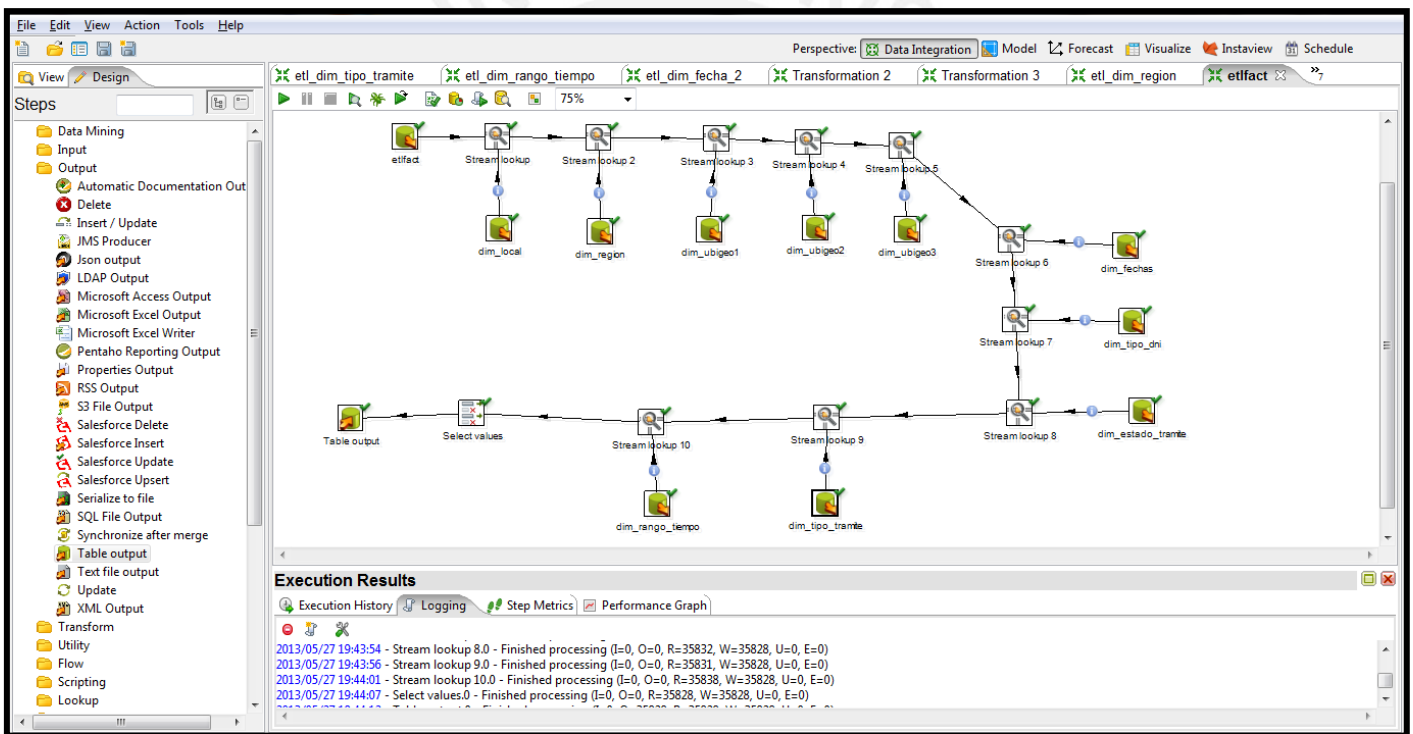 File Edit View Action Tools Help
Perspective: Data Integration Model Forecast Visualize Instaview Schedule
View Design
etl_dim_tipo_tramite etl_dim_rango_tiempo etl_dim_fecha_2 Transformation 2 Transformation 3 etl_dim_region etlfact 7
Steps
75%
Data Mining
Input
Output
Automatic Documentation Out
Delete
Insert / Update
JMS Producer
Json output
LDAP Output
Microsoft Access Output
Microsoft Excel Output
Microsoft Excel Writer
Pentaho Reporting Output
Properties Output
RSS Output
S3 File Output
Salesforce Delete
Salesforce Insert
Salesforce Update
Salesforce Upsert
Serialize to file
SQL File Output
Synchronize after merge
Table output
Text file output
Update
XML Output
Transform
Utility
Flow
Scripting
Lookup
etlfact
Stream lookup
Stream lookup 2
Stream lookup 3
Stream lookup 4
Stream lookup 5
dim_local
dim_region
dim_ubigeo1
dim_ubigeo2
dim_ubigeo3
Stream lookup 6
dim_fechas
Stream lookup 7
dim_tipo_dni
Table output
Select values
Stream lookup 10
Stream lookup 9
Stream lookup 8
dim_estado_tramite
dim_rango_tiempo
dim_tipo_tramite
Execution Results
Execution History Logging Step Metrics Performance Graph
2013/05/27 19:43:54 - Stream lookup 8.0 - Finished processing (I=0, O=0, R=35832, W=35828, U=0, E=0)
2013/05/27 19:43:56 - Stream lookup 9.0 - Finished processing (I=0, O=0, R=35831, W=35828, U=0, E=0)
2013/05/27 19:44:01 - Stream lookup 10.0 - Finished processing (I=0, O=0, R=35838, W=35828, U=0, E=0)
2013/05/27 19:44:07 - Select values.0 - Finished processing (I=0, O=0, R=35828, W=35828, U=0, E=0)